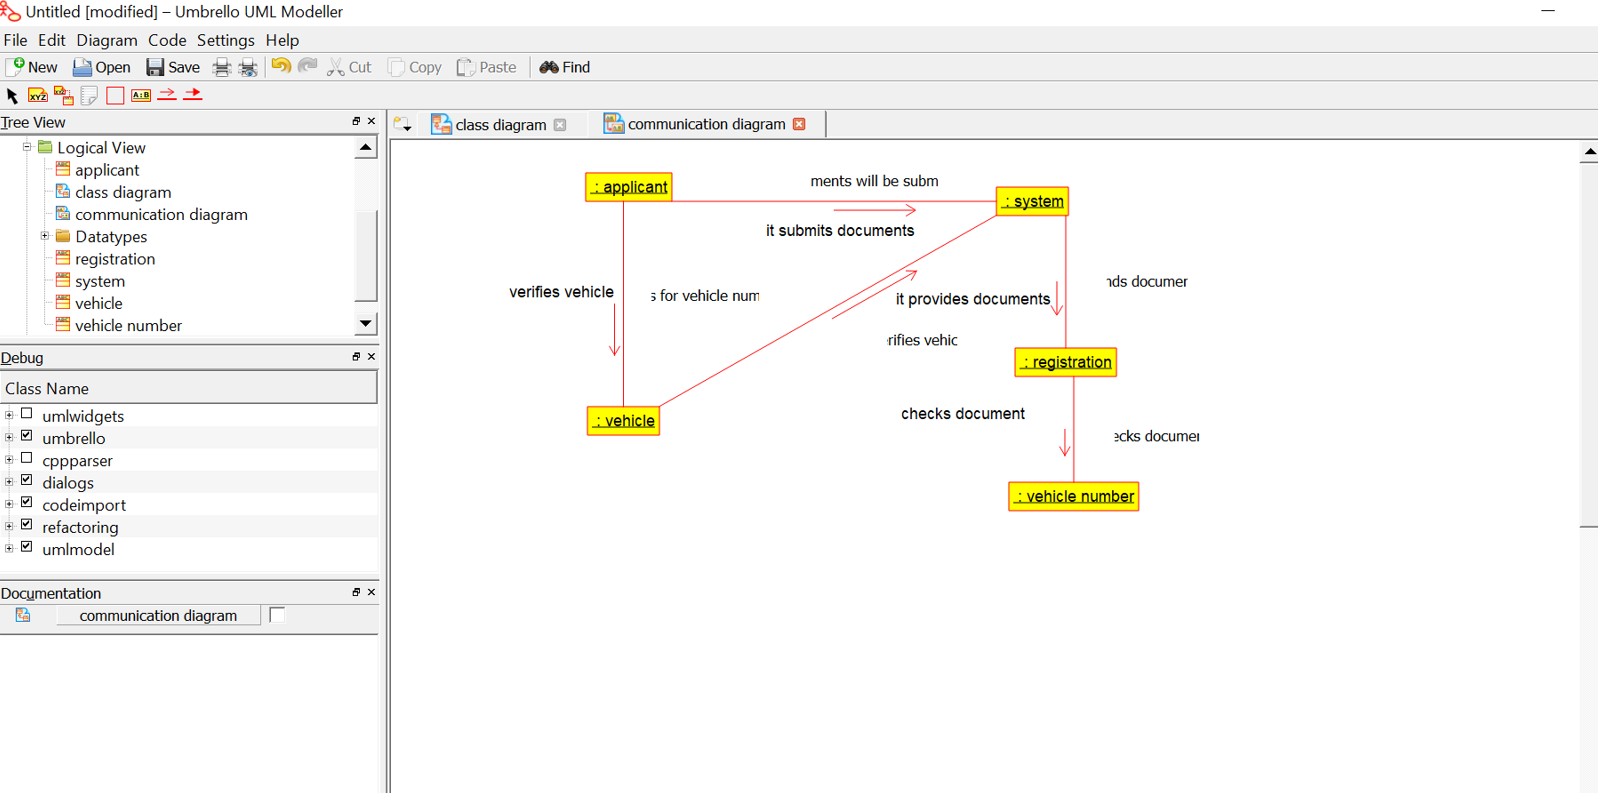 Untitled [modified] – Umbrello UML Modeller
File Edit Diagram Code Settings Help
New Open Save Cut Copy Paste Find
XYZ XYZ A:B
Tree View
class diagram
communication diagram
Logical View
applicant
class diagram
communication diagram
Datatypes
registration
system
vehicle
vehicle number
Debug
Class Name
umlwidgets
umbrello
cppparser
dialogs
codeimport
refactoring
umlmodel
Documentation
communication diagram
: applicant
ments will be subm
: system
it submits documents
verifies vehicle
s for vehicle num
it provides documents
nds documer
rifies vehic
: registration
checks document
: vehicle
ecks documer
: vehicle number